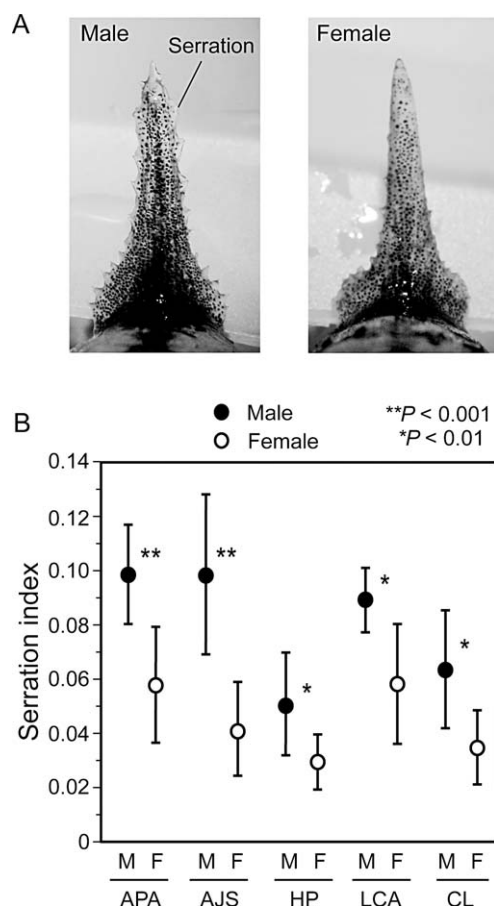 A
Male
Serration
Female
B
Male
Female
**P < 0.001
*P < 0.01
0.14
0.12
0.10
0.08
0.06
0.04
0.02
0
Serration index
**
**
*
*
*
M F M F M F M F M F
APA AJS HP LCA CL